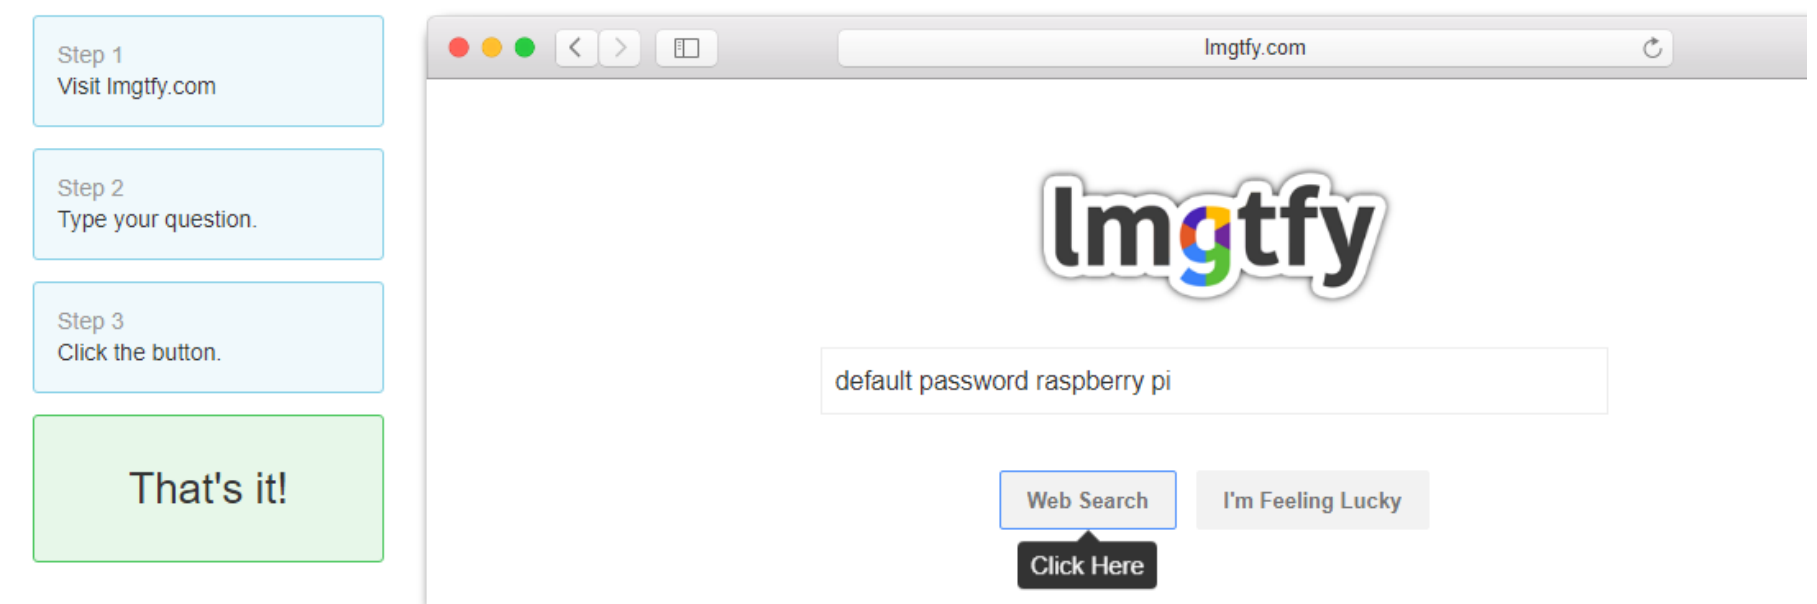 Step 1
Visit lmgtfy.com
Step 2
Type your question.
Step 3
Click the button.
That's it!
lmgtfy.com
lmgtfy
default password raspberry pi
Web Search
I'm Feeling Lucky
Click Here